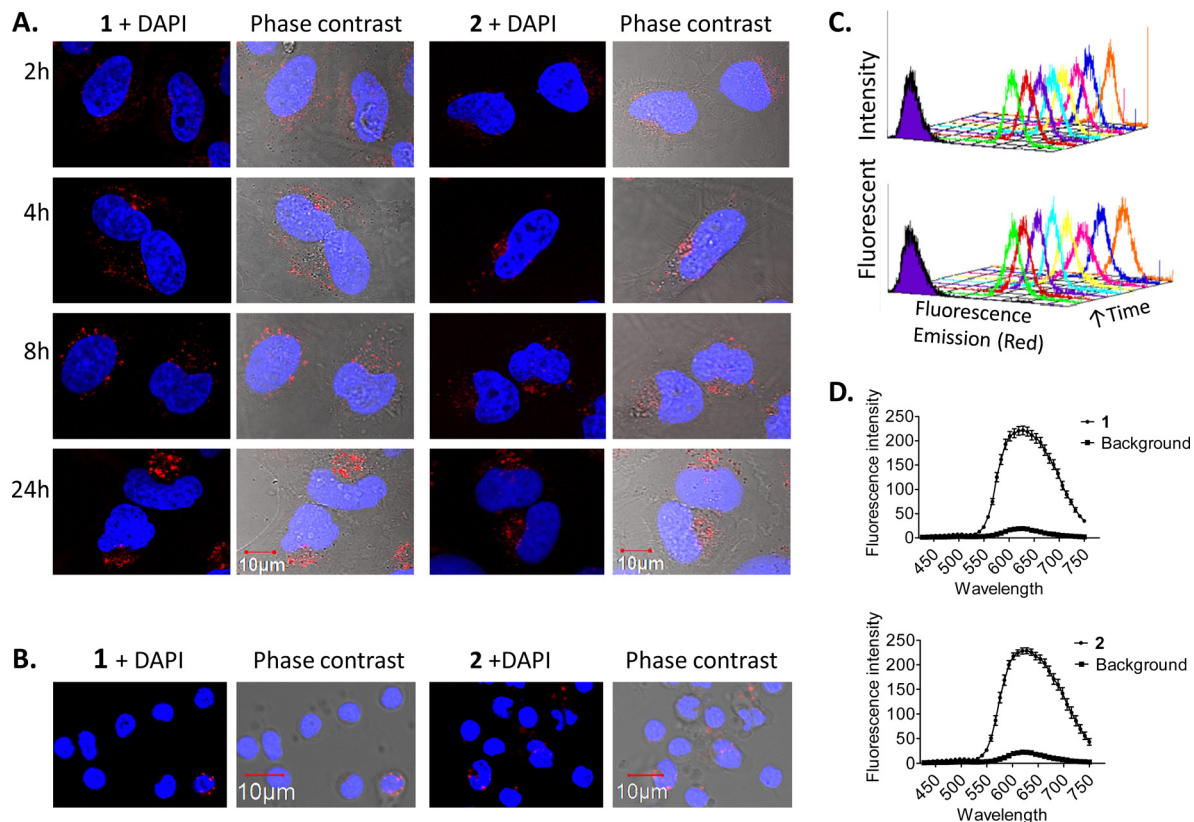 A.
1 + DAPI
Phase contrast
2 + DAPI
Phase contrast
2h
4h
8h
24h
10μm
10μm
B.
1 + DAPI
Phase contrast
2 +DAPI
Phase contrast
10μm
10μm
C.
Fluorescent Intensity
Fluorescence
Emission (Red)
↑Time
D.
Fluorescence intensity
250
200
150
100
50
0
450 500 550 600 650 700 750
Wavelength
1
Background
Fluorescence intensity
250
200
150
100
50
0
450 500 550 600 650 700 750
Wavelength
2
Background